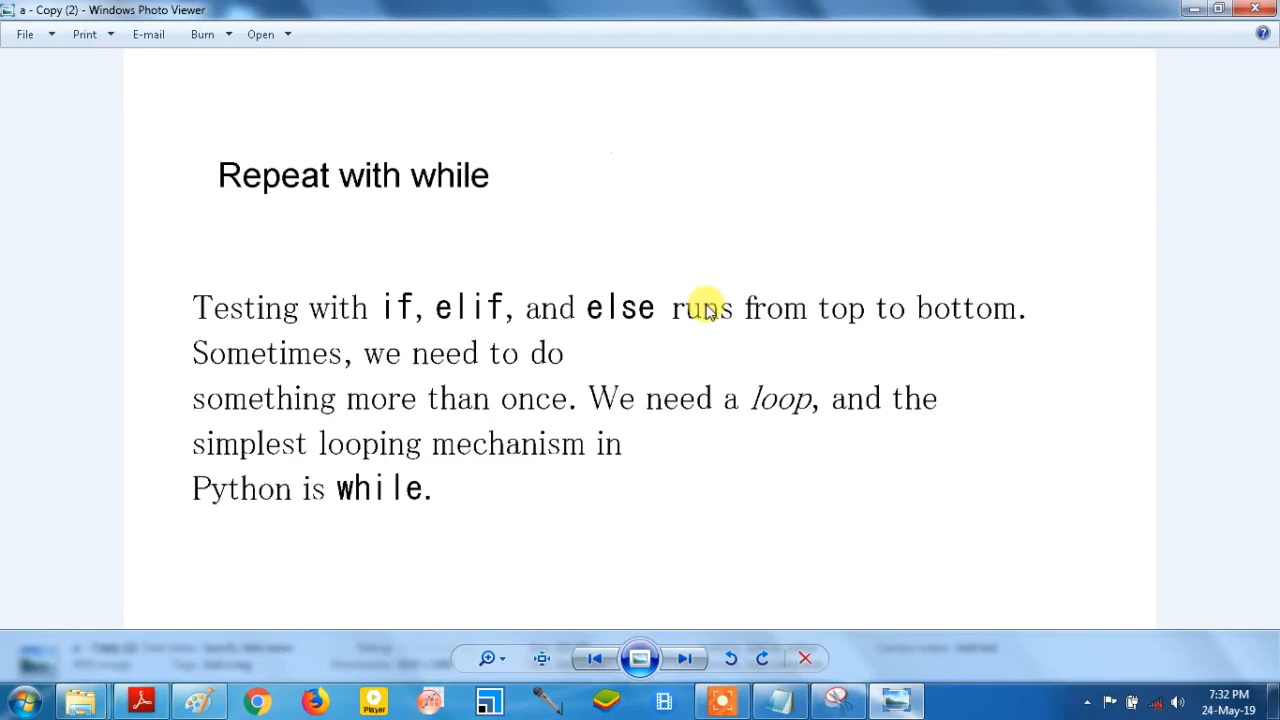 a - Copy (2) - Windows Photo Viewer
File Print E-mail Burn Open
Repeat with while
Testing with if, elif, and else runs from top to bottom.
Sometimes, we need to do
something more than once. We need a loop, and the
simplest looping mechanism in
Python is while.
Player
7:32 PM
24-May-19